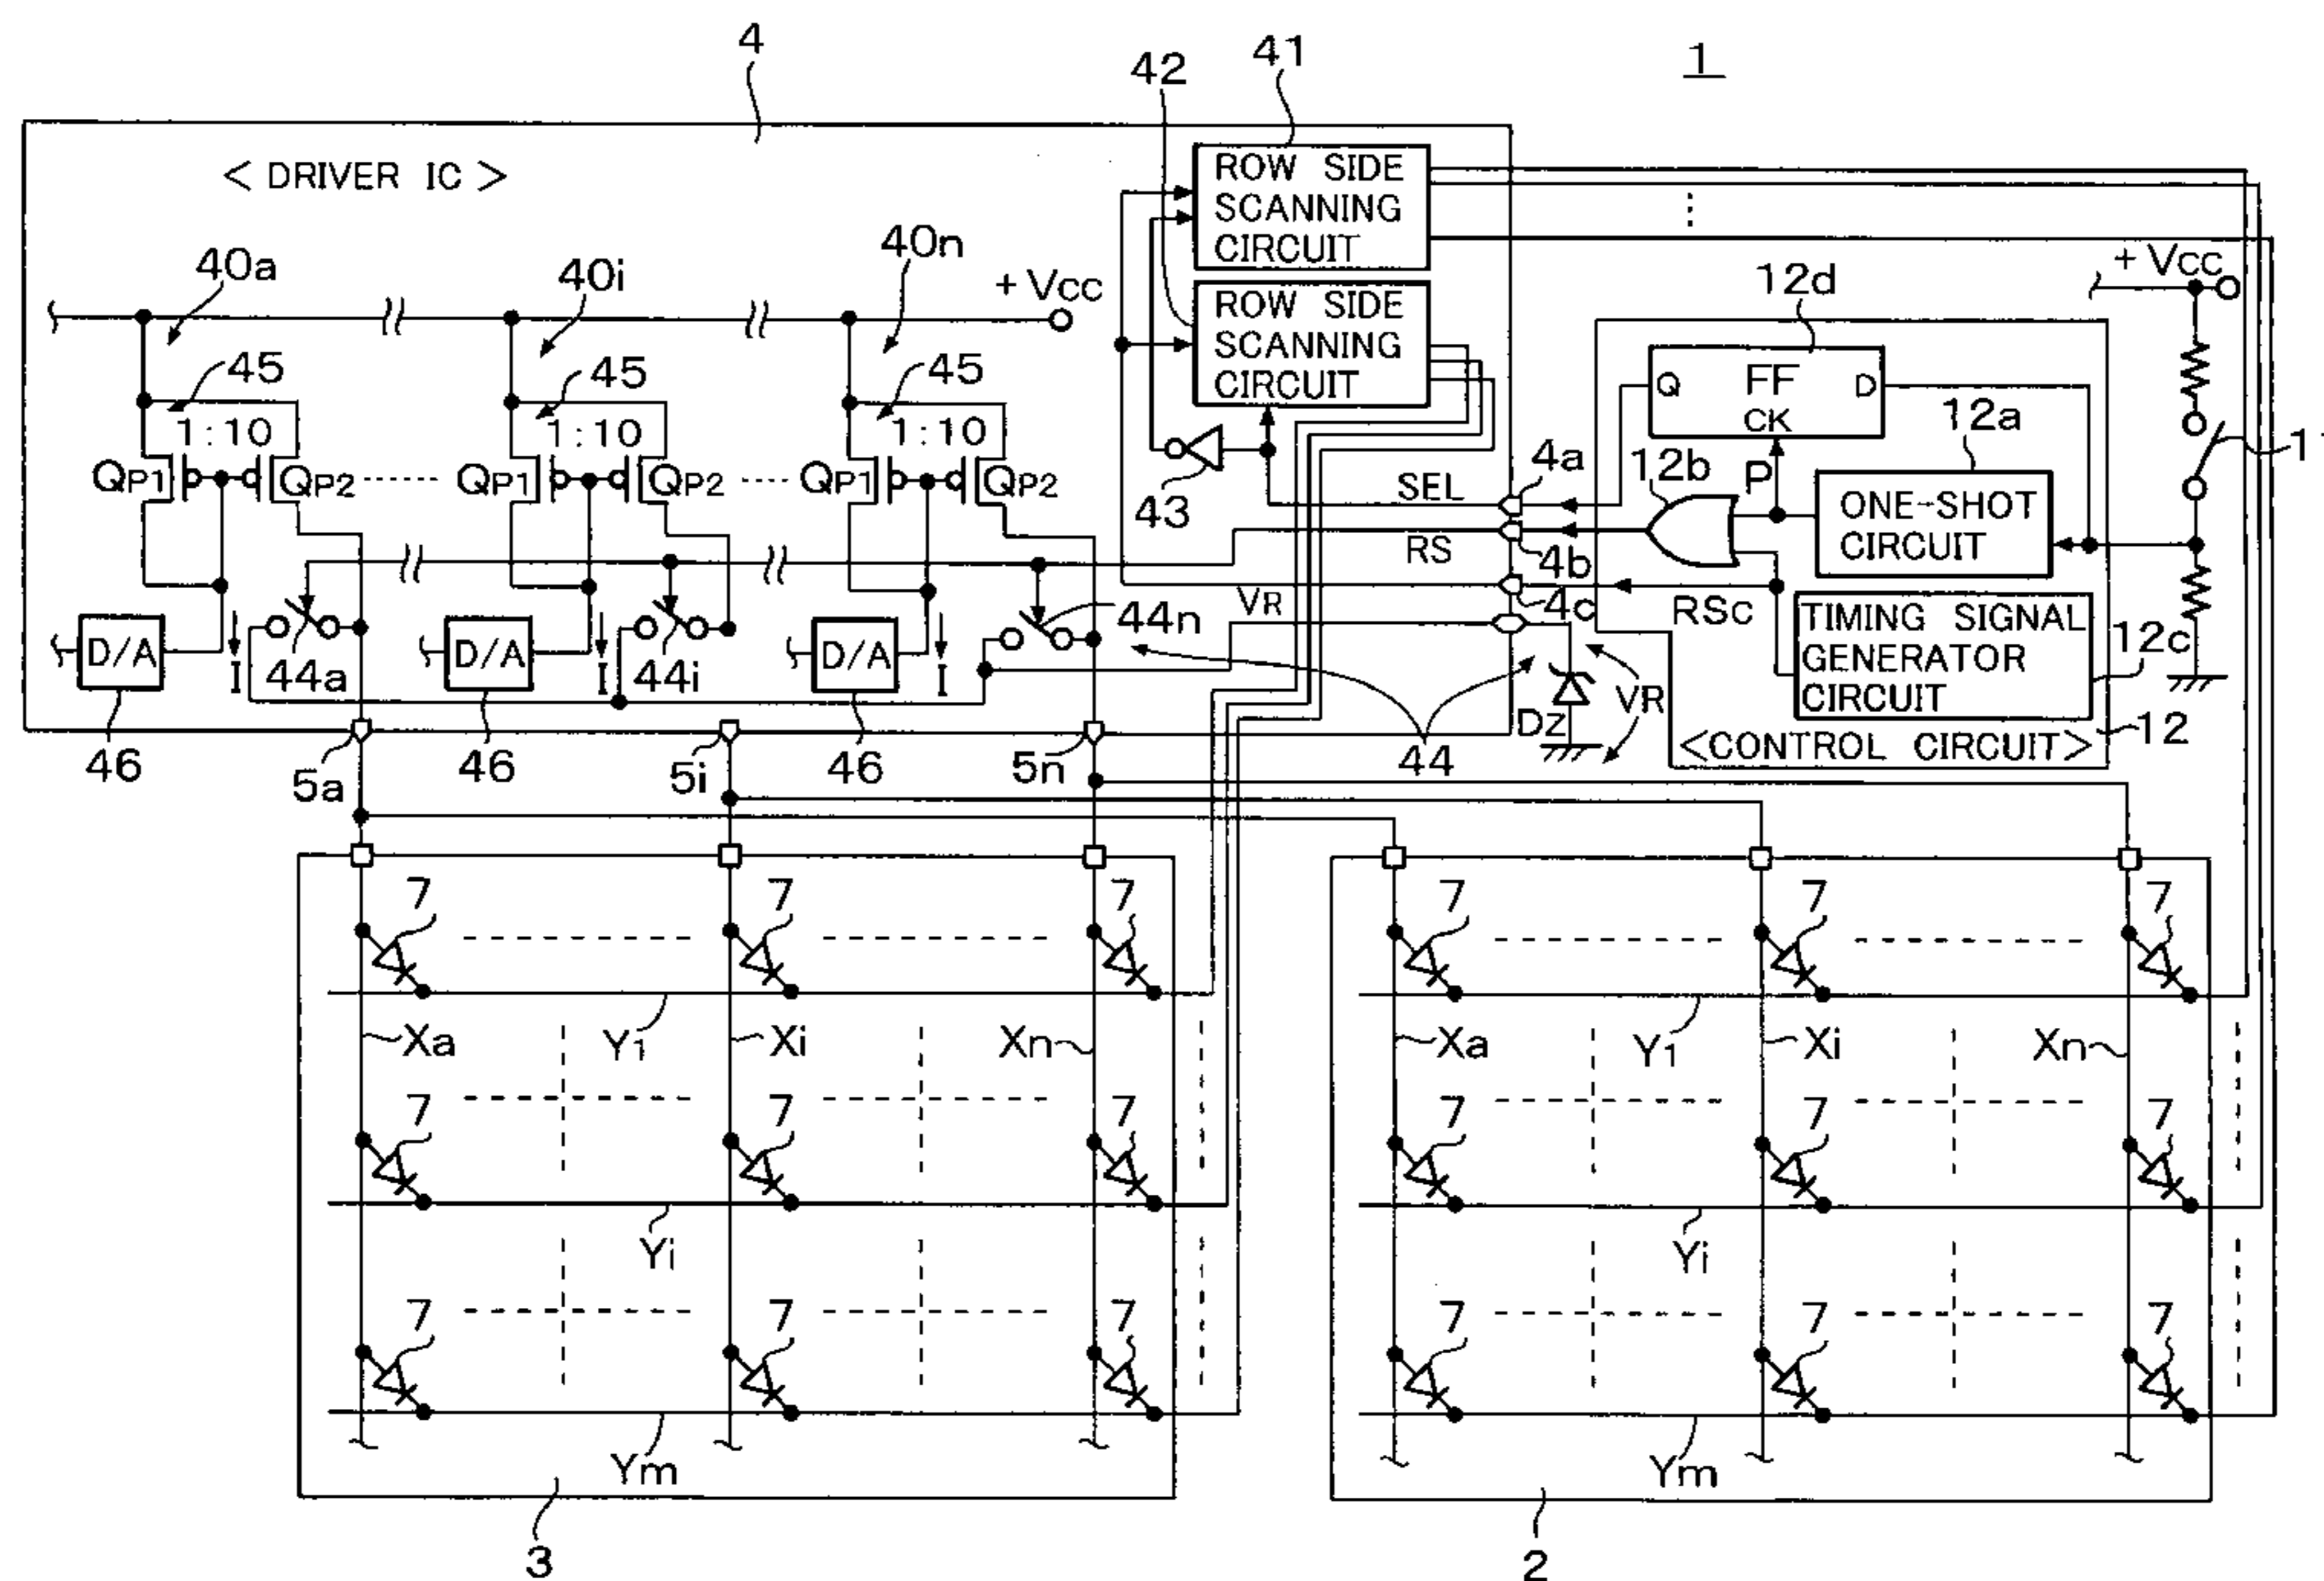 1
4
41
42
< DRIVER IC >
ROW SIDE
SCANNING
CIRCUIT
ROW SIDE
SCANNING
CIRCUIT
40a
40i
40n
+VCC
+VCC
45
45
45
1:10
1:10
1:10
QP1
QP2
QP1
QP2
QP1
QP2
43
SEL
RS
VR
4a
4b
4c
12d
Q
FF
D
CK
12a
12b
P
ONE-SHOT
CIRCUIT
RSC
TIMING SIGNAL
GENERATOR
CIRCUIT
12c
12
<CONTROL CIRCUIT>
D/A
I
44a
D/A
I
44i
D/A
I
44n
44
DZ
VR
46
46
46
5a
5i
5n
7
7
7
7
7
7
Xa
Y1
Xi
Xn
Xa
Y1
Xi
Xn
7
7
7
7
7
7
Yi
Yi
7
7
7
7
7
7
Ym
Ym
3
2